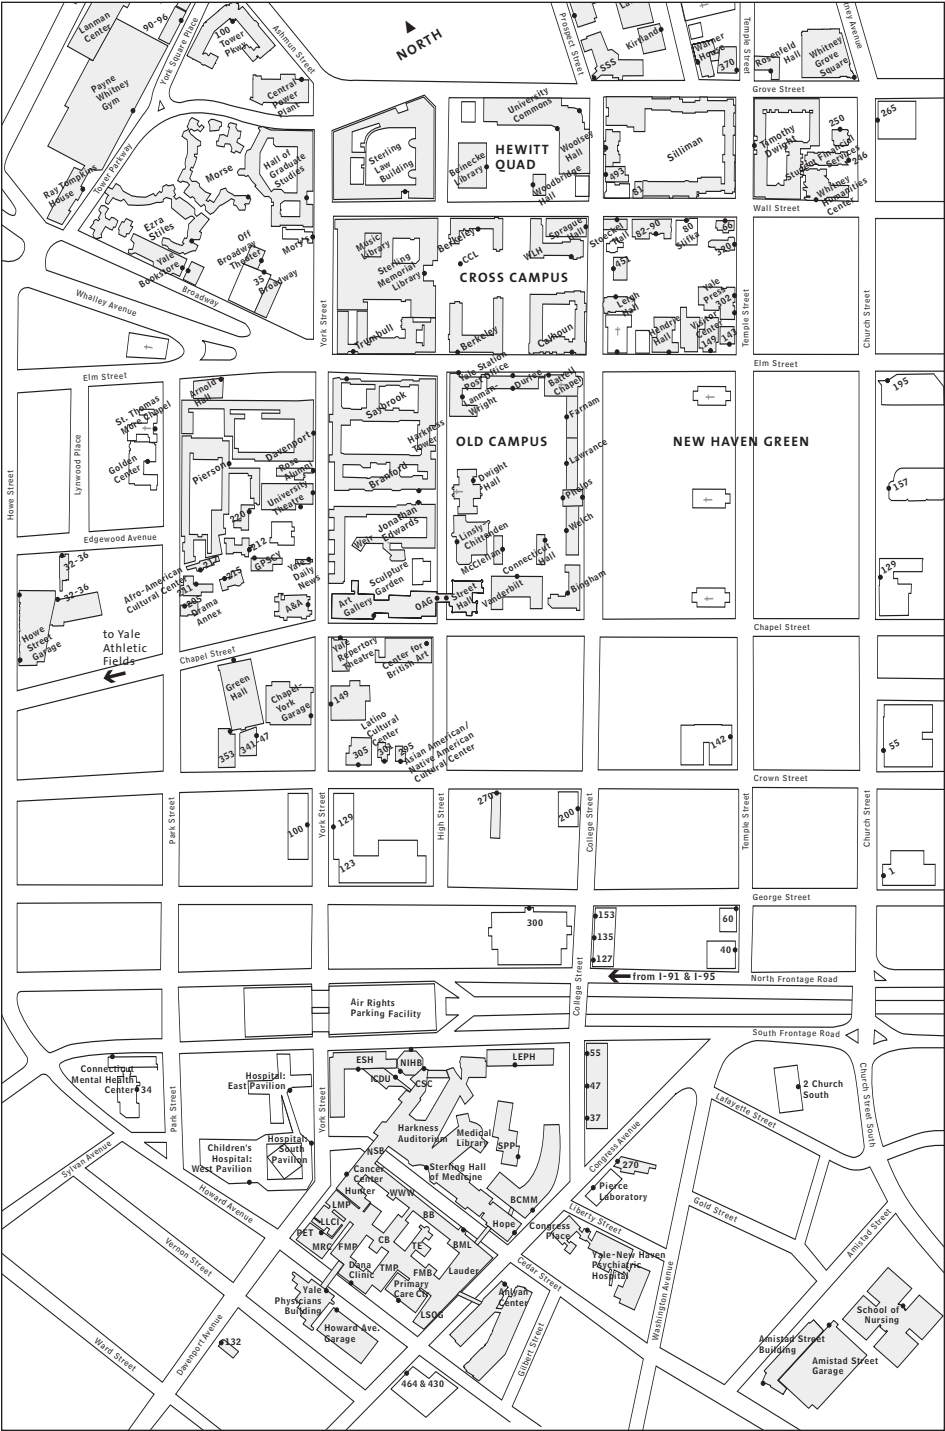 Lanman
Center
90-96
York Square Place
100
Tower
Pkwy
Ashmun Street
NORTH
Prospect Street
Kirtland
SSS
Warner
House
370
Temple Street
Rosenfeld
Hall
Whitney
Grove
Square
Payne
Whitney
Gym
Central
Power
Plant
Grove Street
Tower Parkway
Ray Tompkins
House
Morse
Hall of
Graduate
Studies
Sterling
Law
Building
University
Commons
HEWITT
QUAD
Beinecke
Library
Woolsey
Hall
Woodbridge
Hall
Silliman
493
81
Timothy
Dwight
250
Student Financial
Services
246
Whitney
Humanities
Center
265
Wall Street
Ezra
Stiles
Off
Broadway
Theater
Mory's
Yale
Bookstore
35
Broadway
Broadway
Whalley Avenue
York Street
Music
Library
Sterling
Memorial
Library
Berkeley
CCL
WLH
Sprague
Hall
CROSS CAMPUS
Trumbull
Berkeley
Calhoun
Stoeckel
Hall
82-90
80
Slifka
66
380
451
Leigh
Hall
Hendrie
Hall
Yale
Press
302
Visitor
Center
149
143
Temple Street
Church Street
Elm Street
Elm Street
St. Thomas
More Chapel
Golden
Center
Lynwood Place
Howe Street
Arnold
Hall
Davenport
Pierson
Rose
Alumni
University
Theatre
220
212
GPSCY
217
215
211
205
Drama
Annex
Afro-American
Cultural Center
Yale
Daily
News
A&A
Saybrook
Harkness
Tower
Branford
Jonathan
Edwards
Weir
Sculpture
Garden
Art
Gallery
OAG
Street
Hall
Yale Station
Post Office
Lanman-
Wright
Durfee
Battell
Chapel
Farnam
OLD CAMPUS
Lawrance
Dwight
Hall
Phelps
Welch
Linsly-
Chittenden
McClellan
Connecticut
Hall
Vanderbilt
Bingham
NEW HAVEN GREEN
195
157
129
Edgewood Avenue
32-36
32-36
Howe
Street
Garage
to Yale
Athletic
Fields
Chapel Street
Chapel Street
Green
Hall
Chapel-
York
Garage
353
341-47
Yale
Repertory
Theatre
Center for
British Art
149
Latino
Cultural
Center
305
301
295
Asian American/
Native American
Cultural Center
142
55
Crown Street
Park Street
100
York Street
129
123
High Street
270
200
College Street
Temple Street
Church Street
1
George Street
300
153
135
127
60
40
from I-91 & I-95
North Frontage Road
Air Rights
Parking Facility
College Street
South Frontage Road
Connecticut
Mental Health
Center
34
Park Street
Hospital:
East Pavilion
Children's
Hospital:
West Pavilion
Hospital:
South
Pavilion
York Street
ESH
NIHB
ICDU
CSC
LEPH
Harkness
Auditorium
Medical
Library
SPP
NSB
Sterling Hall
of Medicine
Cancer
Center
Hunter
WWW
LMP
LLCI
PET
MRC
FMP
BB
CB
TE
BML
Hope
BCMM
Dana
Clinic
TMP
FMB
Lauder
Primary
Care Ctr.
LSOG
55
47
37
Congress Avenue
270
Pierce
Laboratory
Liberty Street
Congress
Place
Yale-New Haven
Psychiatric
Hospital
Cedar Street
Anlyan
Center
Gilbert Street
Washington Avenue
2 Church
South
Church Street South
Lafayette Street
Gold Street
Amistad Street
School of
Nursing
Amistad Street
Building
Amistad Street
Garage
Sylvan Avenue
Howard Avenue
Vernon Street
Ward Street
Davenport Avenue
132
Yale
Physicians
Building
Howard Ave.
Garage
464 & 430